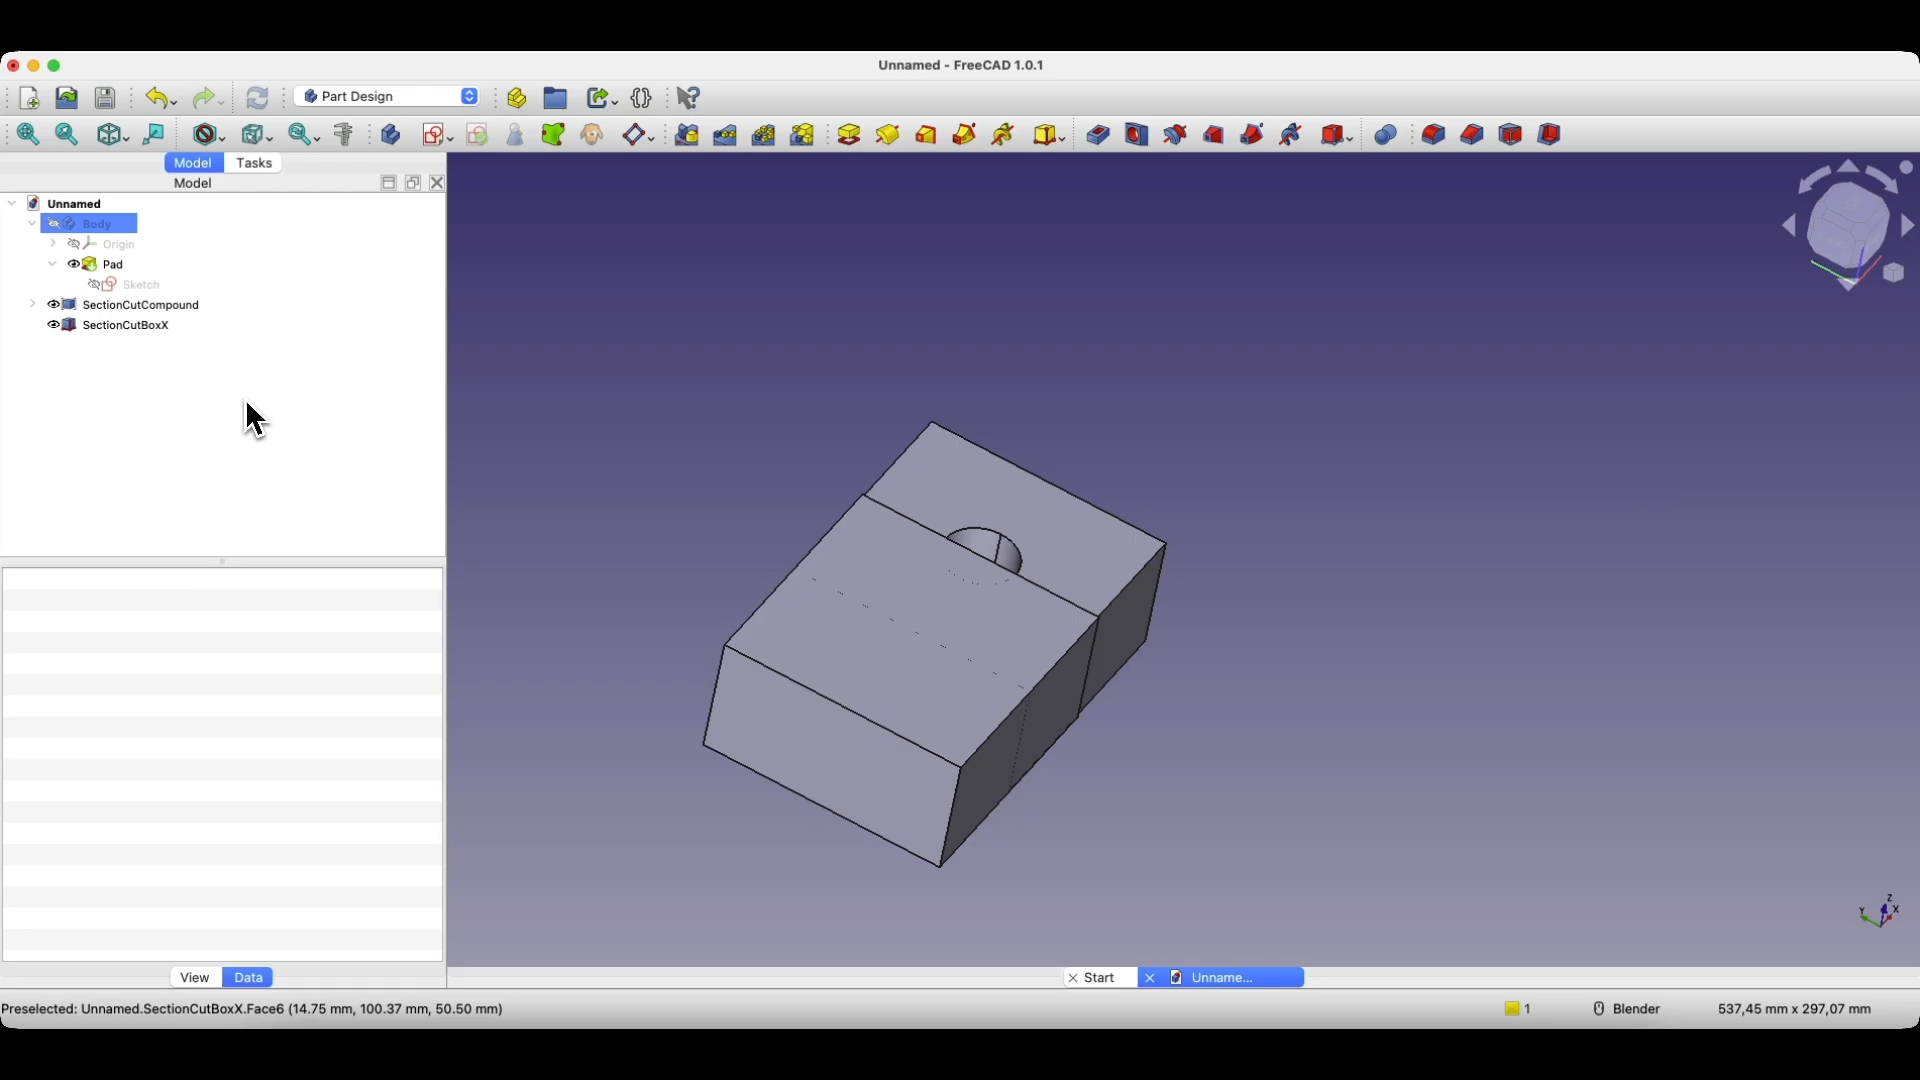 Unnamed - FreeCAD 1.0.1
Part Design
Model
Tasks
Model
Unnamed
Body
Origin
Pad
Sketch
SectionCutCompound
SectionCutBoxX
Z
Y
X
View
Data
Start
Unname...
Preselected: Unnamed.SectionCutBoxX.Face6 (14.75 mm, 100.37 mm, 50.50 mm)
1
Blender
537,45 mm x 297,07 mm